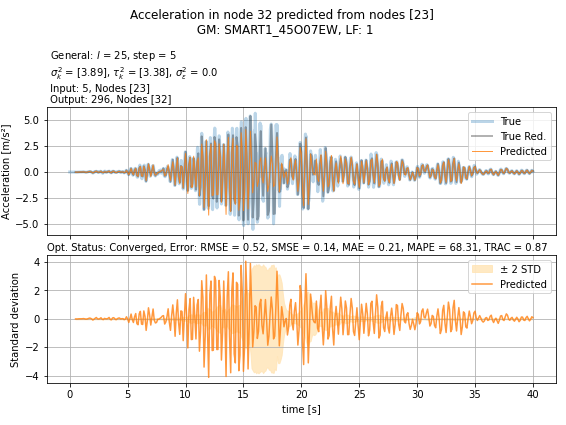 Acceleration in node 32 predicted from nodes [23]
GM: SMART1_45O07EW, LF: 1
General: l = 25, step = 5
σ²ₖ = [3.89], τ²ₖ = [3.38], σ²ε = 0.0
Input: 5, Nodes [23]
Output: 296, Nodes [32]
True
True Red.
Predicted
5.0
2.5
0.0
−2.5
−5.0
Acceleration [m/s²]
Opt. Status: Converged, Error: RMSE = 0.52, SMSE = 0.14, MAE = 0.21, MAPE = 68.31, TRAC = 0.87
± 2 STD
Predicted
4
2
0
−2
−4
Standard deviation
0 5 10 15 20 25 30 35 40
time [s]